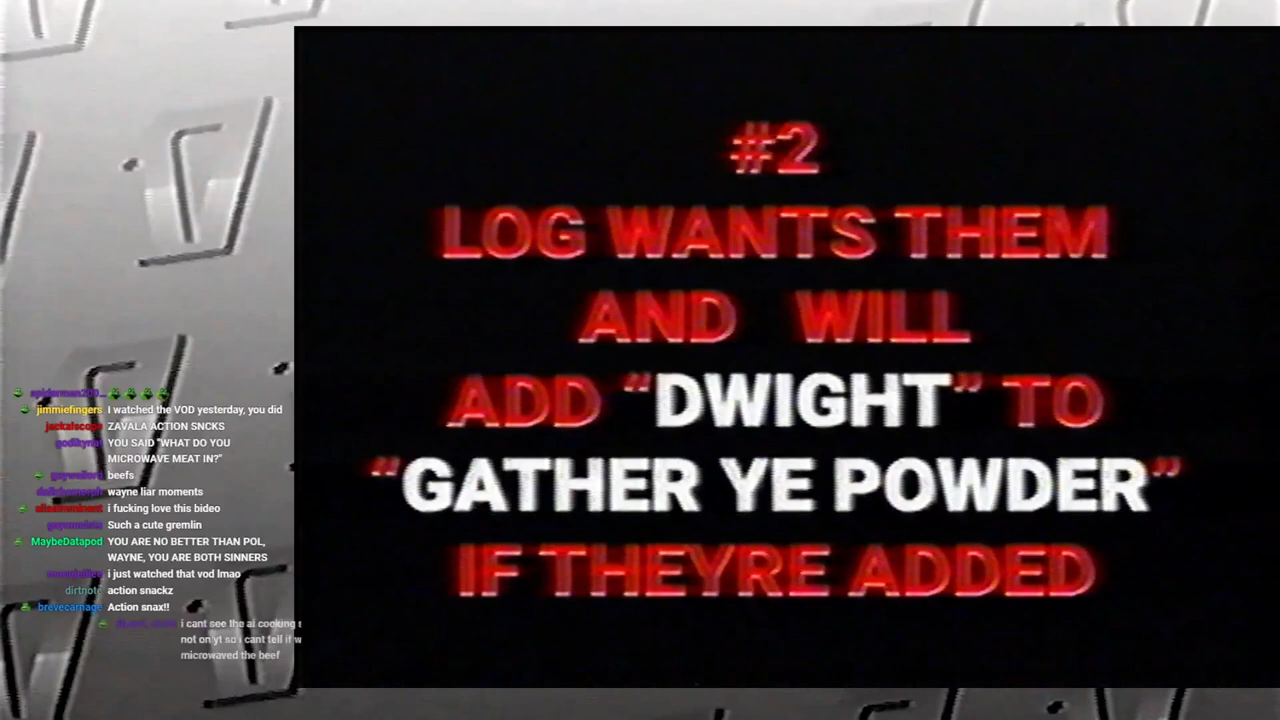 #2
LOG WANTS THEM
AND WILL
ADD "DWIGHT" TO
"GATHER YE POWDER"
IF THEYRE ADDED
jimmiefingers I watched the VOD yesterday, you did
ZAVALA ACTION SNCKS
YOU SAID "WHAT DO YOU
MICROWAVE MEAT IN?"
beefs
wayne liar moments
i fucking love this bideo
Such a cute gremlin
MaybeDatapod YOU ARE NO BETTER THAN POL,
WAYNE, YOU ARE BOTH SINNERS
i just watched that vod lmao
dirtnote action snackz
brevecarnage Action snax!!
i cant see the ai cooking s
not on yt so i cant tell if w
microwaved the beef